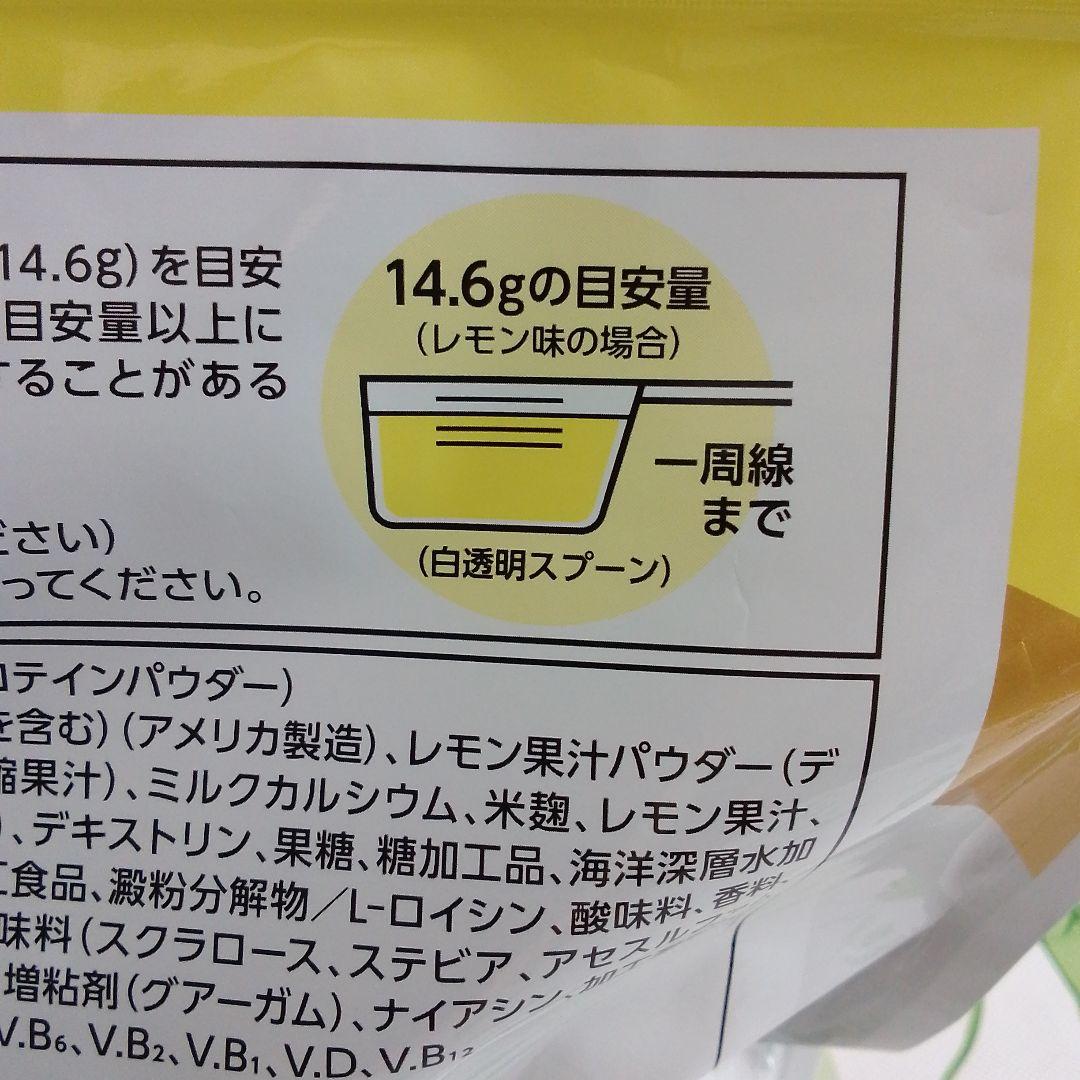 14.6g)を目安
目安量以上に
することがある
ださい)
ってください。
14.6gの目安量
(レモン味の場合)
一周線
まで
(白透明スプーン)
ロテインパウダー)
を含む)(アメリカ製造)、レモン果汁パウダー(デ
縮果汁)、ミルクカルシウム、米麹、レモン果汁、
)、デキストリン、果糖、糖加工品、海洋深層水加
工食品、澱粉分解物/L-ロイシン、酸味料、香料、
味料(スクラロース、ステビア、アセスル
増粘剤(グアーガム)、ナイアシン、加工
V.B₆、V.B₂、V.B₁、V.D、V.B₁₂